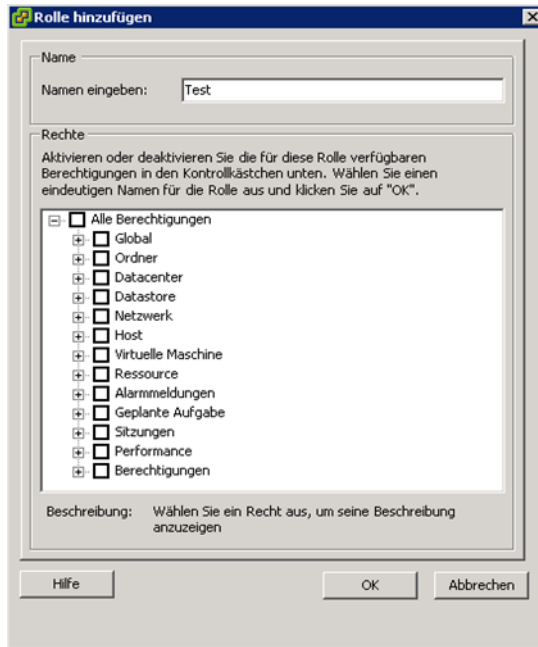 Rolle hinzufügen
Name
Namen eingeben: Test
Rechte
Aktivieren oder deaktivieren Sie die für diese Rolle verfügbaren
Berechtigungen in den Kontrollkästchen unten. Wählen Sie einen
eindeutigen Namen für die Rolle aus und klicken Sie auf "OK".
Alle Berechtigungen
Global
Ordner
Datacenter
Datastore
Netzwerk
Host
Virtuelle Maschine
Ressource
Alarmmeldungen
Geplante Aufgabe
Sitzungen
Performance
Berechtigungen
Beschreibung: Wählen Sie ein Recht aus, um seine Beschreibung
anzuzeigen
Hilfe OK Abbrechen